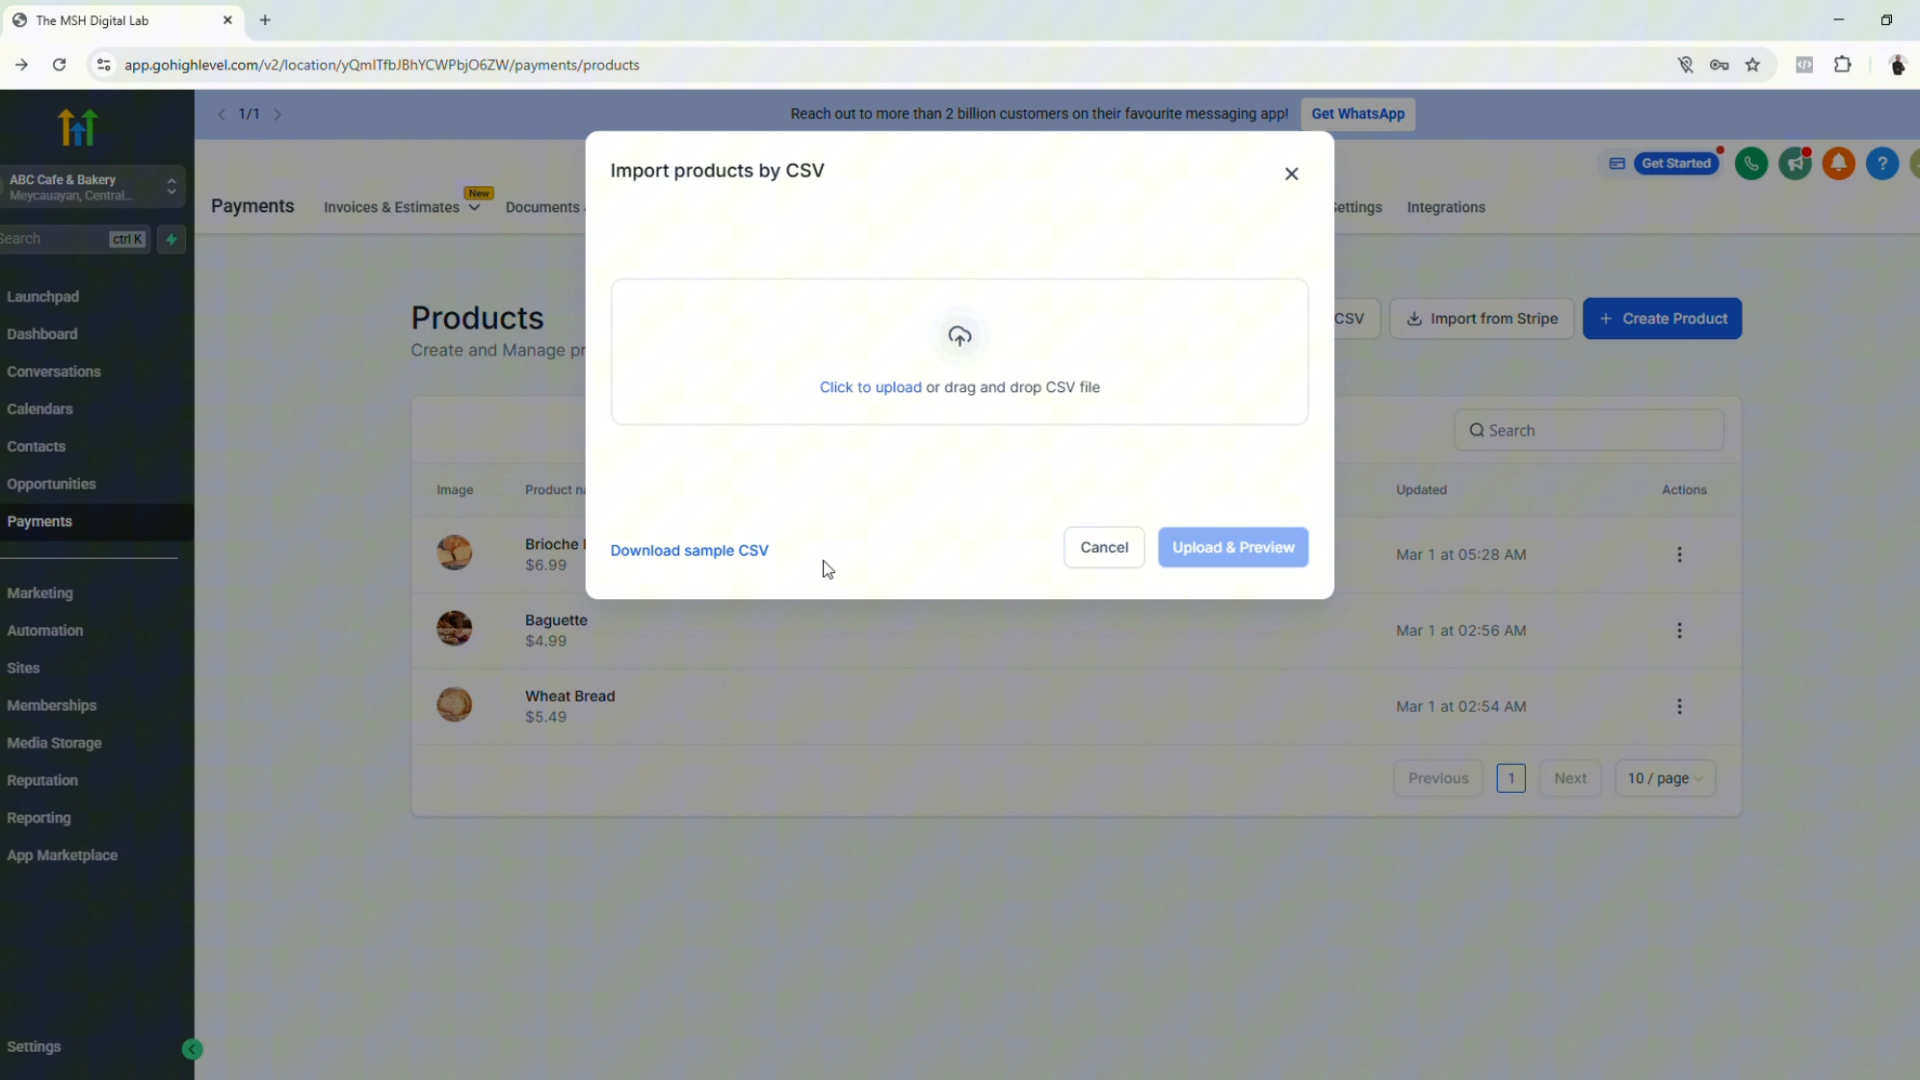 The MSH Digital Lab
app.gohighlevel.com/v2/location/yQmITfbJBhYCWPbjO6ZW/payments/products
1/1
Reach out to more than 2 billion customers on their favourite messaging app!
Get WhatsApp
ABC Cafe & Bakery
Meycauayan, Central...
Search
ctrl K
Launchpad
Dashboard
Conversations
Calendars
Contacts
Opportunities
Payments
Marketing
Automation
Sites
Memberships
Media Storage
Reputation
Reporting
App Marketplace
Settings
Get Started
Payments
Invoices & Estimates
New
Documents
ettings
Integrations
Products
Create and Manage pr
CSV
Import from Stripe
+ Create Product
Search
Image
Product na
Updated
Actions
Brioche
$6.99
Mar 1 at 05:28 AM
Baguette
$4.99
Mar 1 at 02:56 AM
Wheat Bread
$5.49
Mar 1 at 02:54 AM
Previous
1
Next
10 / page
Import products by CSV
Click to upload or drag and drop CSV file
Download sample CSV
Cancel
Upload & Preview